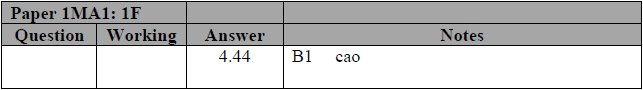 Paper 1MA1: 1F
Question Working Answer Notes
4.44 B1 cao